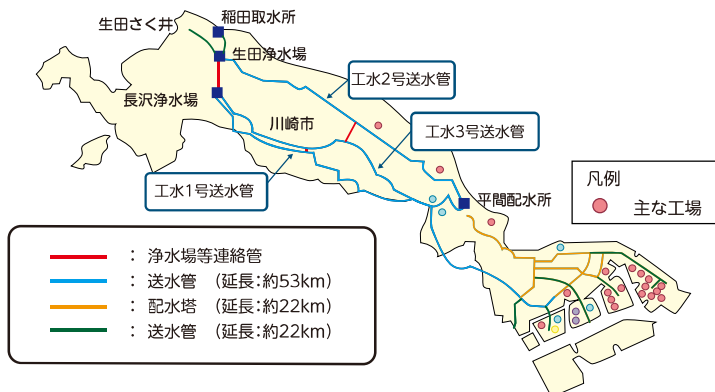 生田さく井
稲田取水所
生田浄水場
工水2号送水管
長沢浄水場
川崎市
工水3号送水管
工水1号送水管
平間配水所
凡例
主な工場
： 浄水場等連絡管
： 送水管 （延長：約53km）
： 配水塔 （延長：約22km）
： 送水管 （延長：約22km）